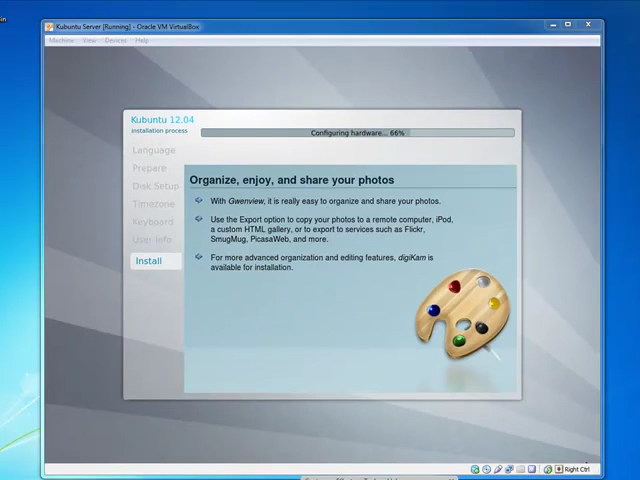 Kubuntu Server [Running] - Oracle VM VirtualBox
Machine View Devices Help
Kubuntu 12.04
installation process
Configuring hardware... 66%
Language
Prepare
Disk Setup
Timezone
Keyboard
User Info
Install
Organize, enjoy, and share your photos
With Gwenview, it is really easy to organize and share your photos.
Use the Export option to copy your photos to a remote computer, iPod,
a custom HTML gallery, or to export to services such as Flickr,
SmugMug, PicasaWeb, and more.
For more advanced organization and editing features, digiKam is
available for installation.
Right Ctrl